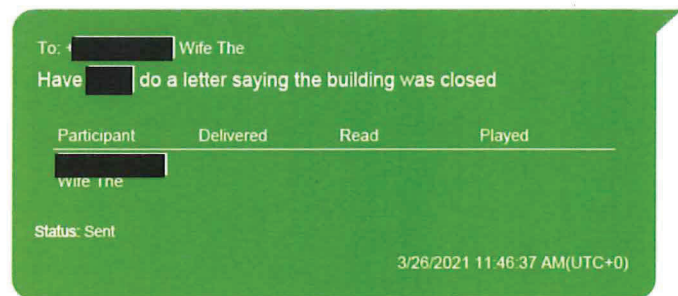 To: + Wife The
Have do a letter saying the building was closed
Participant Delivered Read Played
Wife The
Status: Sent
3/26/2021 11:46:37 AM(UTC+0)